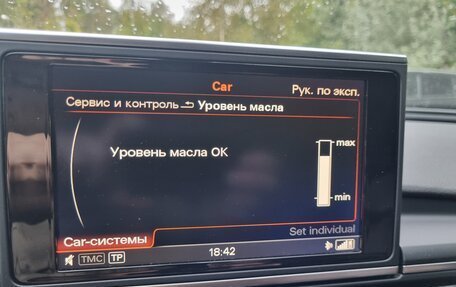 Car
Рук. по эксп.
Сервис и контроль Уровень масла
max
Уровень масла OK
min
Set individual
Car-системы
18:42
TMC TP